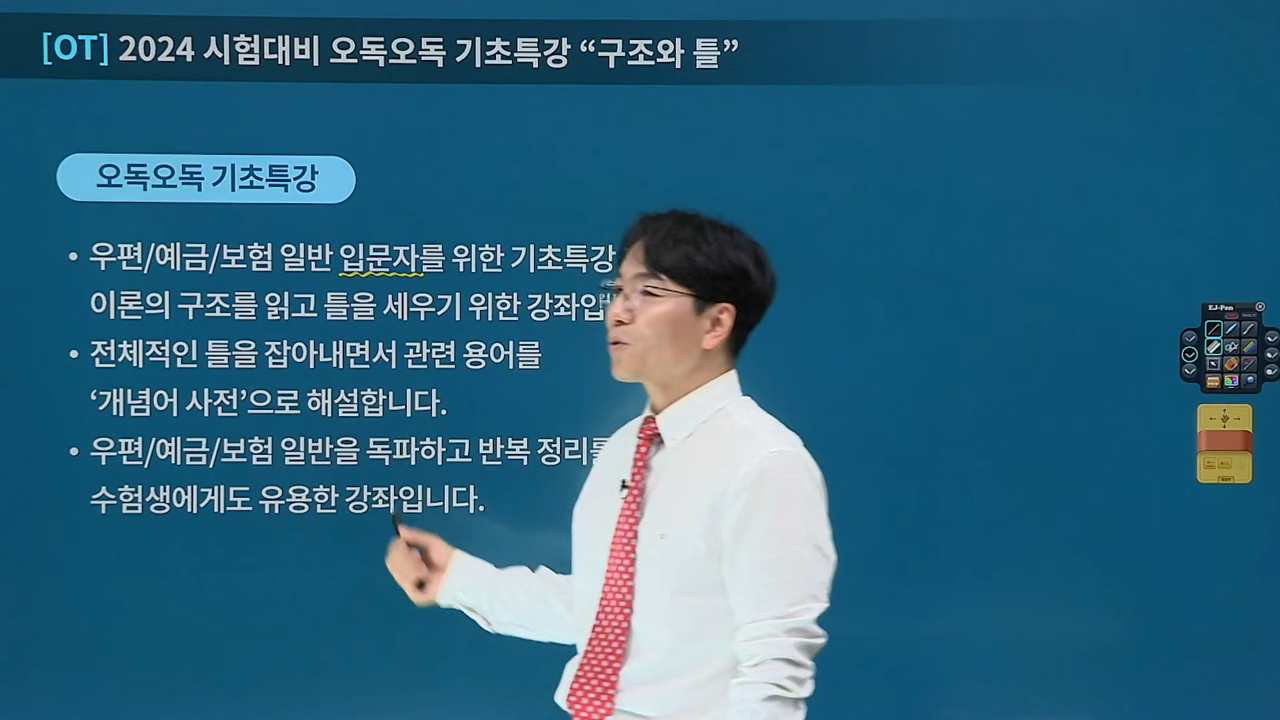 [OT] 2024 시험대비 오독오독 기초특강 “구조와 틀”
오독오독 기초특강
• 우편/예금/보험 일반 입문자를 위한 기초특강
이론의 구조를 읽고 틀을 세우기 위한
• 전체적인 틀을 잡아내면서 관련 용어를
‘개념어 사전’으로 해설합니다.
• 우편/예금/보험 일반을 독파하고 반복
수험생에게도 유용한 강좌입니다.
EJ-Pen